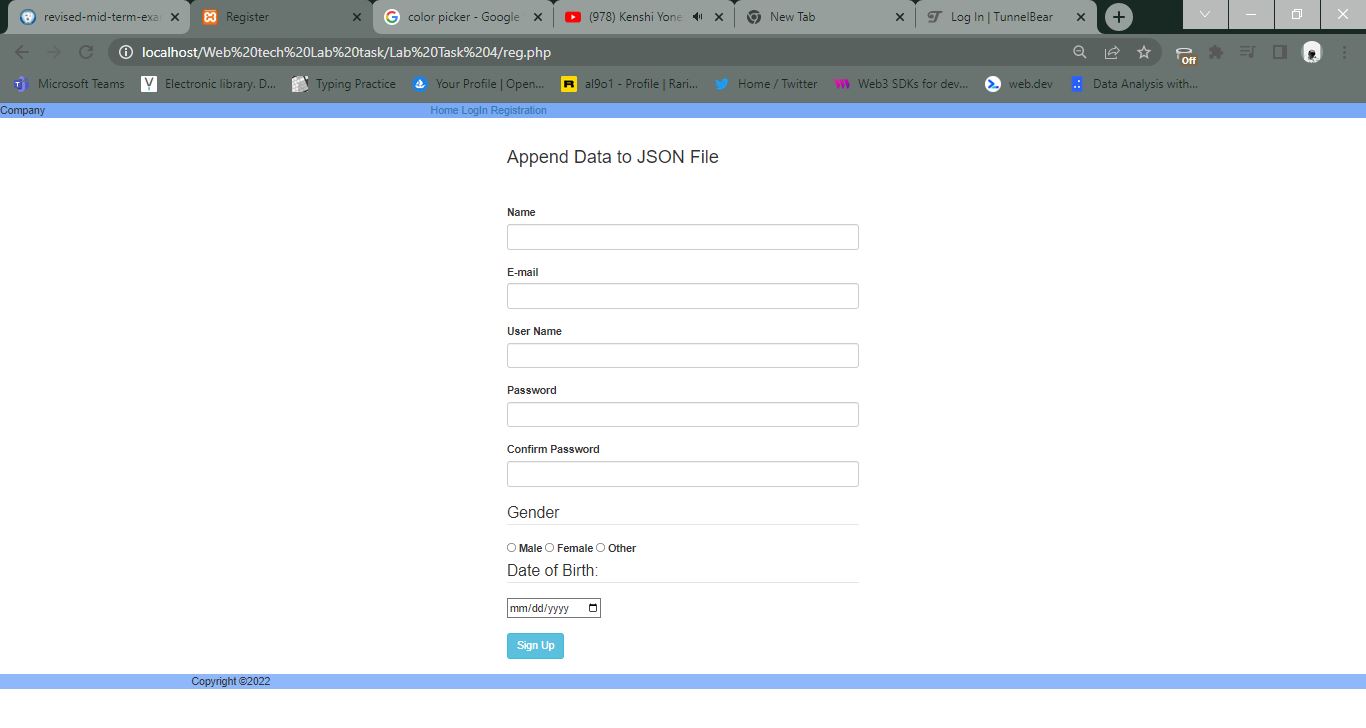 revised-mid-term-exa
Register
color picker - Google
(978) Kenshi Yone
New Tab
Log In | TunnelBear
localhost/Web%20tech%20Lab%20task/Lab%20Task%204/reg.php
Off
Microsoft Teams
Electronic library. D...
Typing Practice
Your Profile | Open...
al9o1 - Profile | Rari...
Home / Twitter
Web3 SDKs for dev...
web.dev
Data Analysis with...
Company
Home LogIn Registration
Append Data to JSON File
Name
E-mail
User Name
Password
Confirm Password
Gender
Male Female Other
Date of Birth:
mm/dd/yyyy
Sign Up
Copyright ©2022